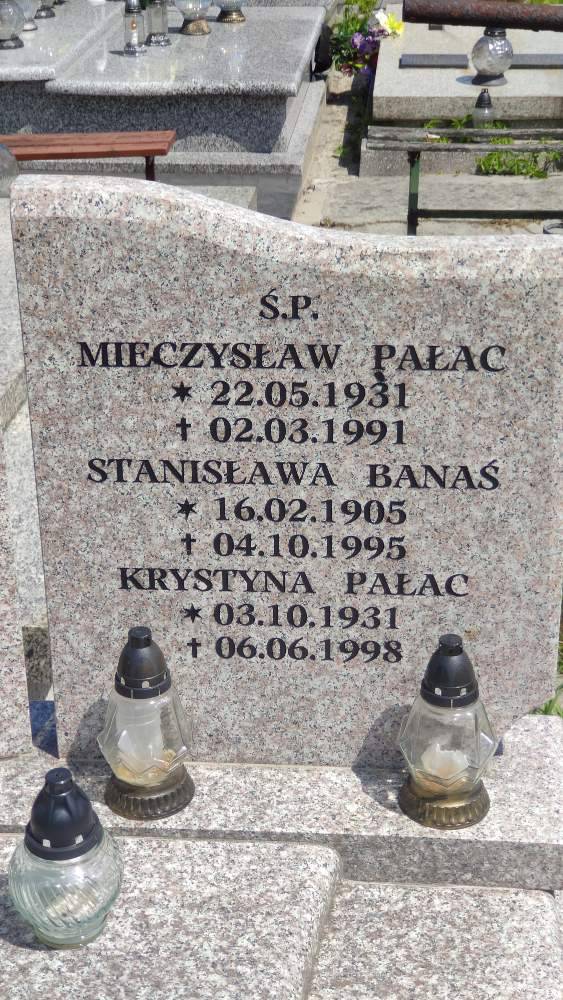 Ś.P.
MIECZYSŁAW PAŁAC
★ 22.05.1931
✝ 02.03.1991
STANISŁAWA BANAŚ
★ 16.02.1905
✝ 04.10.1995
KRYSTYNA PAŁAC
★ 03.10.1931
✝ 06.06.1998